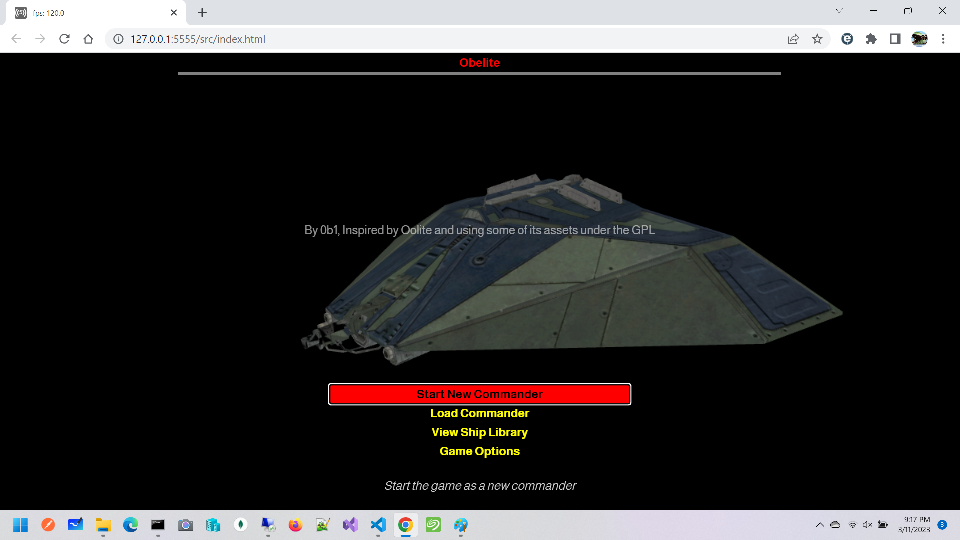 fps: 120.0
127.0.0.1:5555/src/index.html
Obelite
By 0b1, Inspired by Oolite and using some of its assets under the GPL
Start New Commander
Load Commander
View Ship Library
Game Options
Start the game as a new commander
9:17 PM
3/11/2023
3